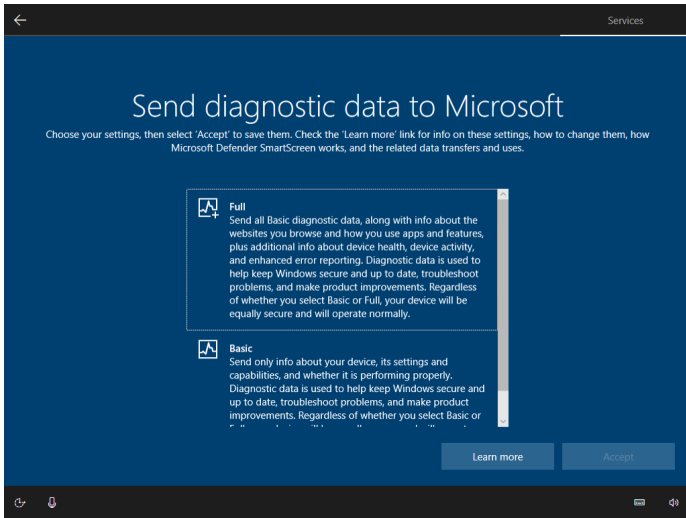 Services
Send diagnostic data to Microsoft
Choose your settings, then select 'Accept' to save them. Check the 'Learn more' link for info on these settings, how to change them, how
Microsoft Defender SmartScreen works, and the related data transfers and uses.
Full
Send all Basic diagnostic data, along with info about the
websites you browse and how you use apps and features,
plus additional info about device health, device activity,
and enhanced error reporting. Diagnostic data is used to
help keep Windows secure and up to date, troubleshoot
problems, and make product improvements. Regardless
of whether you select Basic or Full, your device will be
equally secure and will operate normally.
Basic
Send only info about your device, its settings and
capabilities, and whether it is performing properly.
Diagnostic data is used to help keep Windows secure and
up to date, troubleshoot problems, and make product
improvements. Regardless of whether you select Basic or
Learn more
Accept